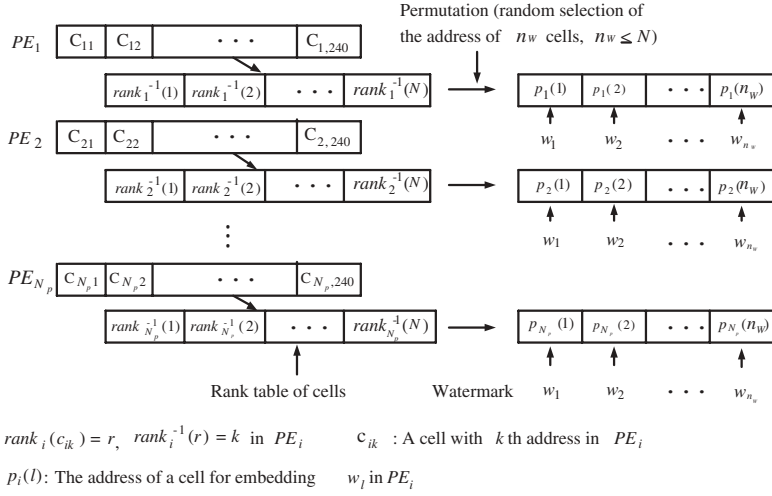 Permutation (random selection of
the address of n_W cells, n_W ≤ N)
PE_1 C_11 C_12 · · · C_1,240
rank_1^-1(1) rank_1^-1(2) · · · rank_1^-1(N) p_1(1) p_1(2) · · · p_1(n_W)
w_1 w_2 · · · w_n_w
PE_2 C_21 C_22 · · · C_2,240
rank_2^-1(1) rank_2^-1(2) · · · rank_2^-1(N) p_2(1) p_2(2) · · · p_2(n_W)
w_1 w_2 · · · w_n_w
⋮
PE_N_p C_N_p1 C_N_p2 · · · C_N_p,240
rank_N_p^-1(1) rank_N_p^-1(2) · · · rank_N_p^-1(N) p_N_p(1) p_N_p(2) · · · p_N_p(n_W)
Rank table of cells Watermark w_1 w_2 · · · w_n_w
rank_i(c_ik) = r, rank_i^-1(r) = k in PE_i c_ik : A cell with k th address in PE_i
p_i(l): The address of a cell for embedding w_l in PE_i